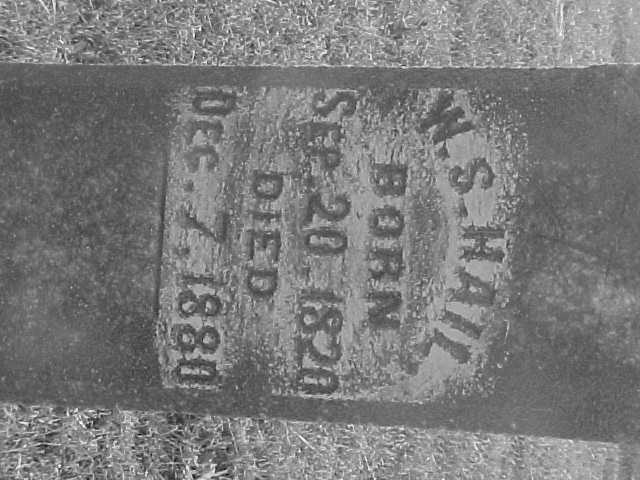 W. S. HAIL
BORN
SEP. 20. 1820
DIED
DEC. 7. 1880